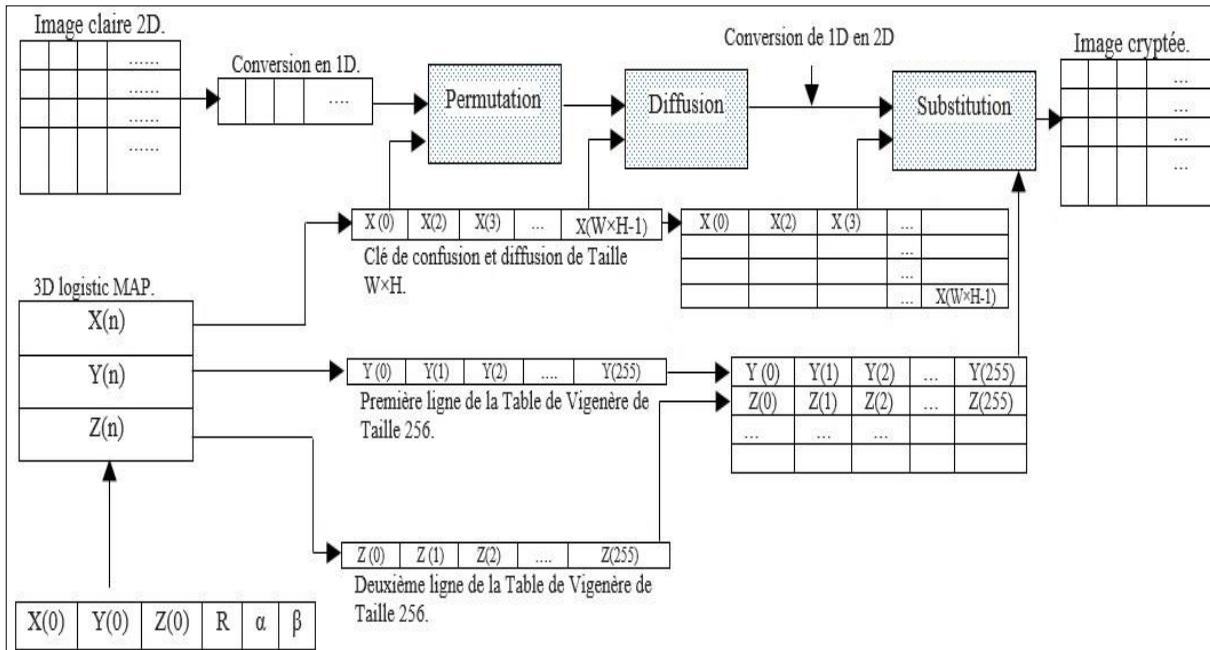 Image claire 2D.
......
......
......
......
Conversion en 1D.
....
Permutation
Diffusion
Conversion de 1D en 2D
Substitution
Image cryptée.
...
...
...
...
X (0) X(2) X(3) ... X(W×H-1)
Clé de confusion et diffusion de Taille
W×H.
X (0) X(2) X (3) ...
...
...
... X(W×H-1)
3D logistic MAP.
X(n)
Y(n)
Z(n)
Y (0) Y(1) Y(2) .... Y(255)
Première ligne de la Table de Vigenère de
Taille 256.
Y (0) Y(1) Y(2) ... Y(255)
Z(0) Z(1) Z(2) ... Z(255)
... ... ...
Z (0) Z (1) Z(2) .... Z(255)
Deuxième ligne de la Table de Vigenère de
Taille 256.
X(0) Y(0) Z(0) R α β